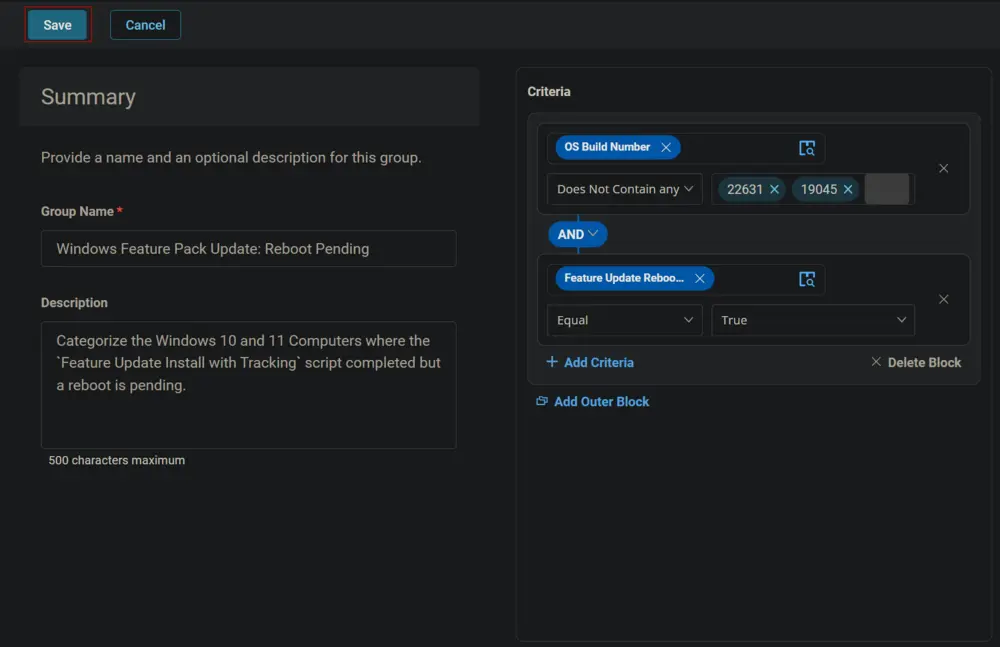 Save Cancel
Summary
Provide a name and an optional description for this group.
Group Name *
Windows Feature Pack Update: Reboot Pending
Description
Categorize the Windows 10 and 11 Computers where the
`Feature Update Install with Tracking` script completed but
a reboot is pending.
500 characters maximum
Criteria
OS Build Number
Does Not Contain any 22631 19045
AND
Feature Update Reboo...
Equal True
Add Criteria Delete Block
Add Outer Block